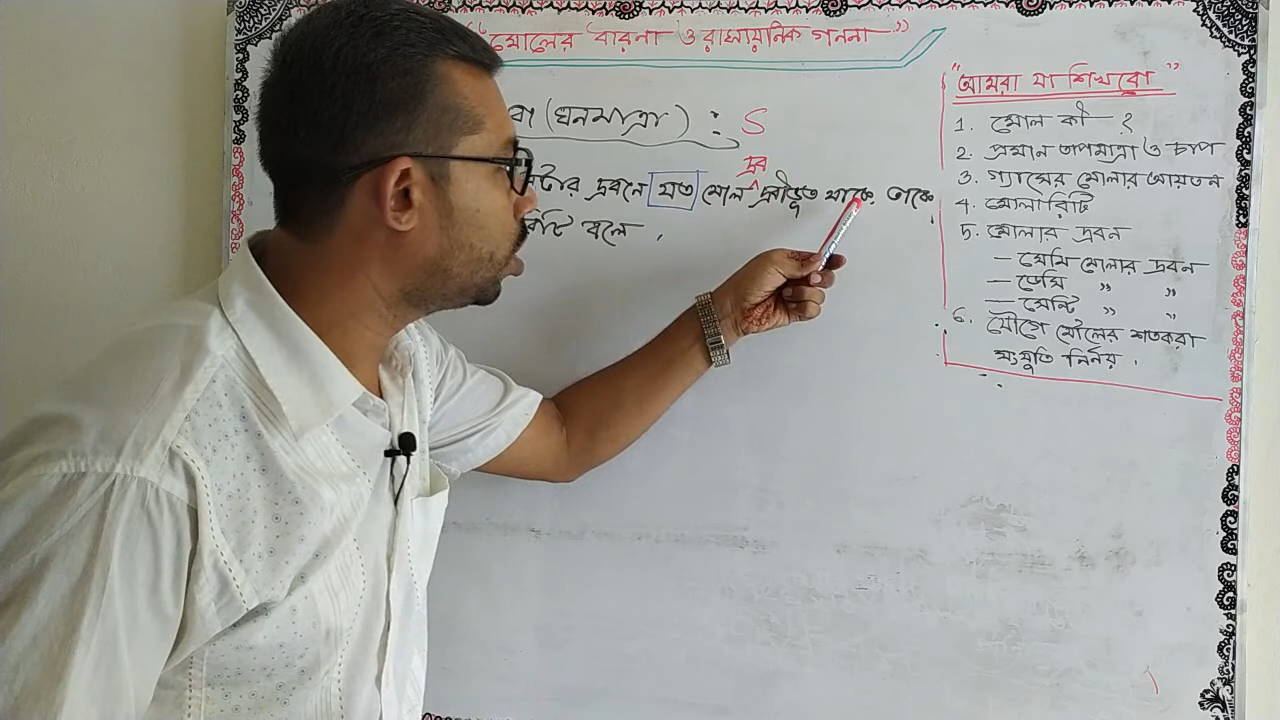 "মোলের ধারনা ও রাসায়নিক গননা"
(ঘনমাত্রা) : S
দ্রব
দ্রবনে যত মোল দ্রবীভূত থাকে তাকে
বলে ।
"আমরা যা শিখবো"
1. মোল কী ?
2. প্রমান তাপমাত্রা ও চাপ
3. গ্যাসের মোলার আয়তন
4. মোলারিটি
5. মোলার দ্রবন
— সেমি মোলার দ্রবন
— ডেসি " "
— সেন্টি " "
6. যৌগে মৌলের শতকরা
সংযুতি নির্নয় ।